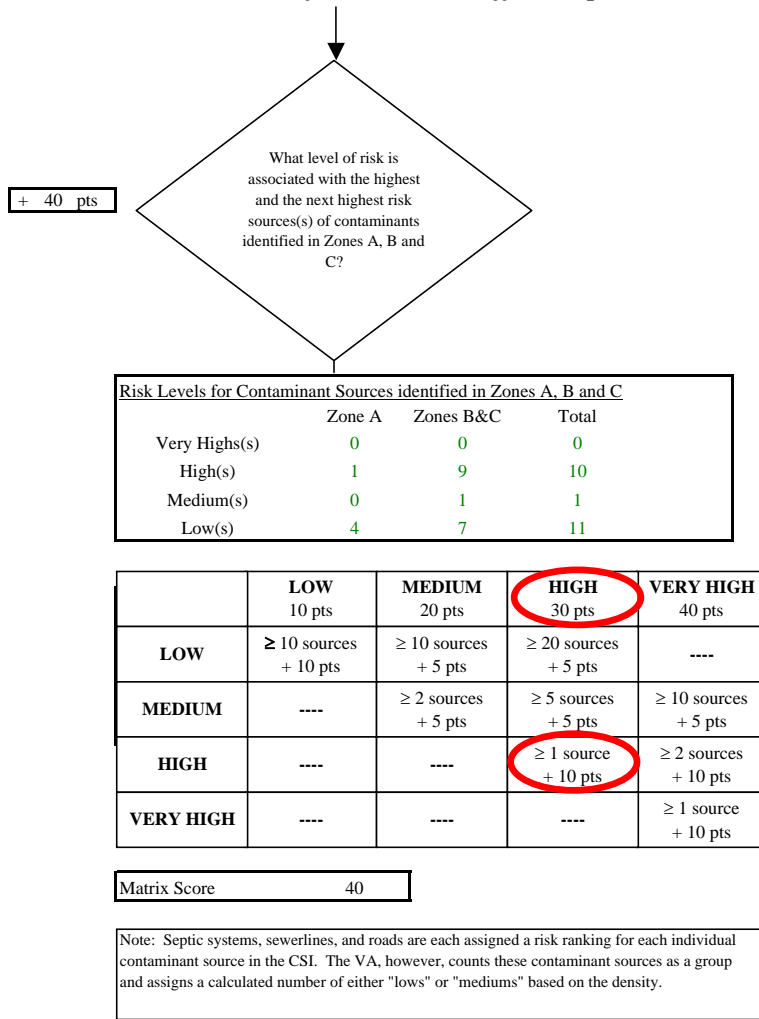 What level of risk is
associated with the highest
and the next highest risk
sources(s) of contaminants
identified in Zones A, B and
C?
+ 40 pts
Risk Levels for Contaminant Sources identified in Zones A, B and C
Zone A Zones B&C Total
Very Highs(s) 0 0 0
High(s) 1 9 10
Medium(s) 0 1 1
Low(s) 4 7 11
LOW MEDIUM HIGH VERY HIGH
10 pts 20 pts 30 pts 40 pts
LOW ≥ 10 sources + 10 pts ≥ 10 sources + 5 pts ≥ 20 sources + 5 pts ----
MEDIUM ---- ≥ 2 sources + 5 pts ≥ 5 sources + 5 pts ≥ 10 sources + 5 pts
HIGH ---- ---- ≥ 1 source + 10 pts ≥ 2 sources + 10 pts
VERY HIGH ---- ---- ---- ≥ 1 source + 10 pts
Matrix Score 40
Note: Septic systems, sewerlines, and roads are each assigned a risk ranking for each individual
contaminant source in the CSI. The VA, however, counts these contaminant sources as a group
and assigns a calculated number of either "lows" or "mediums" based on the density.